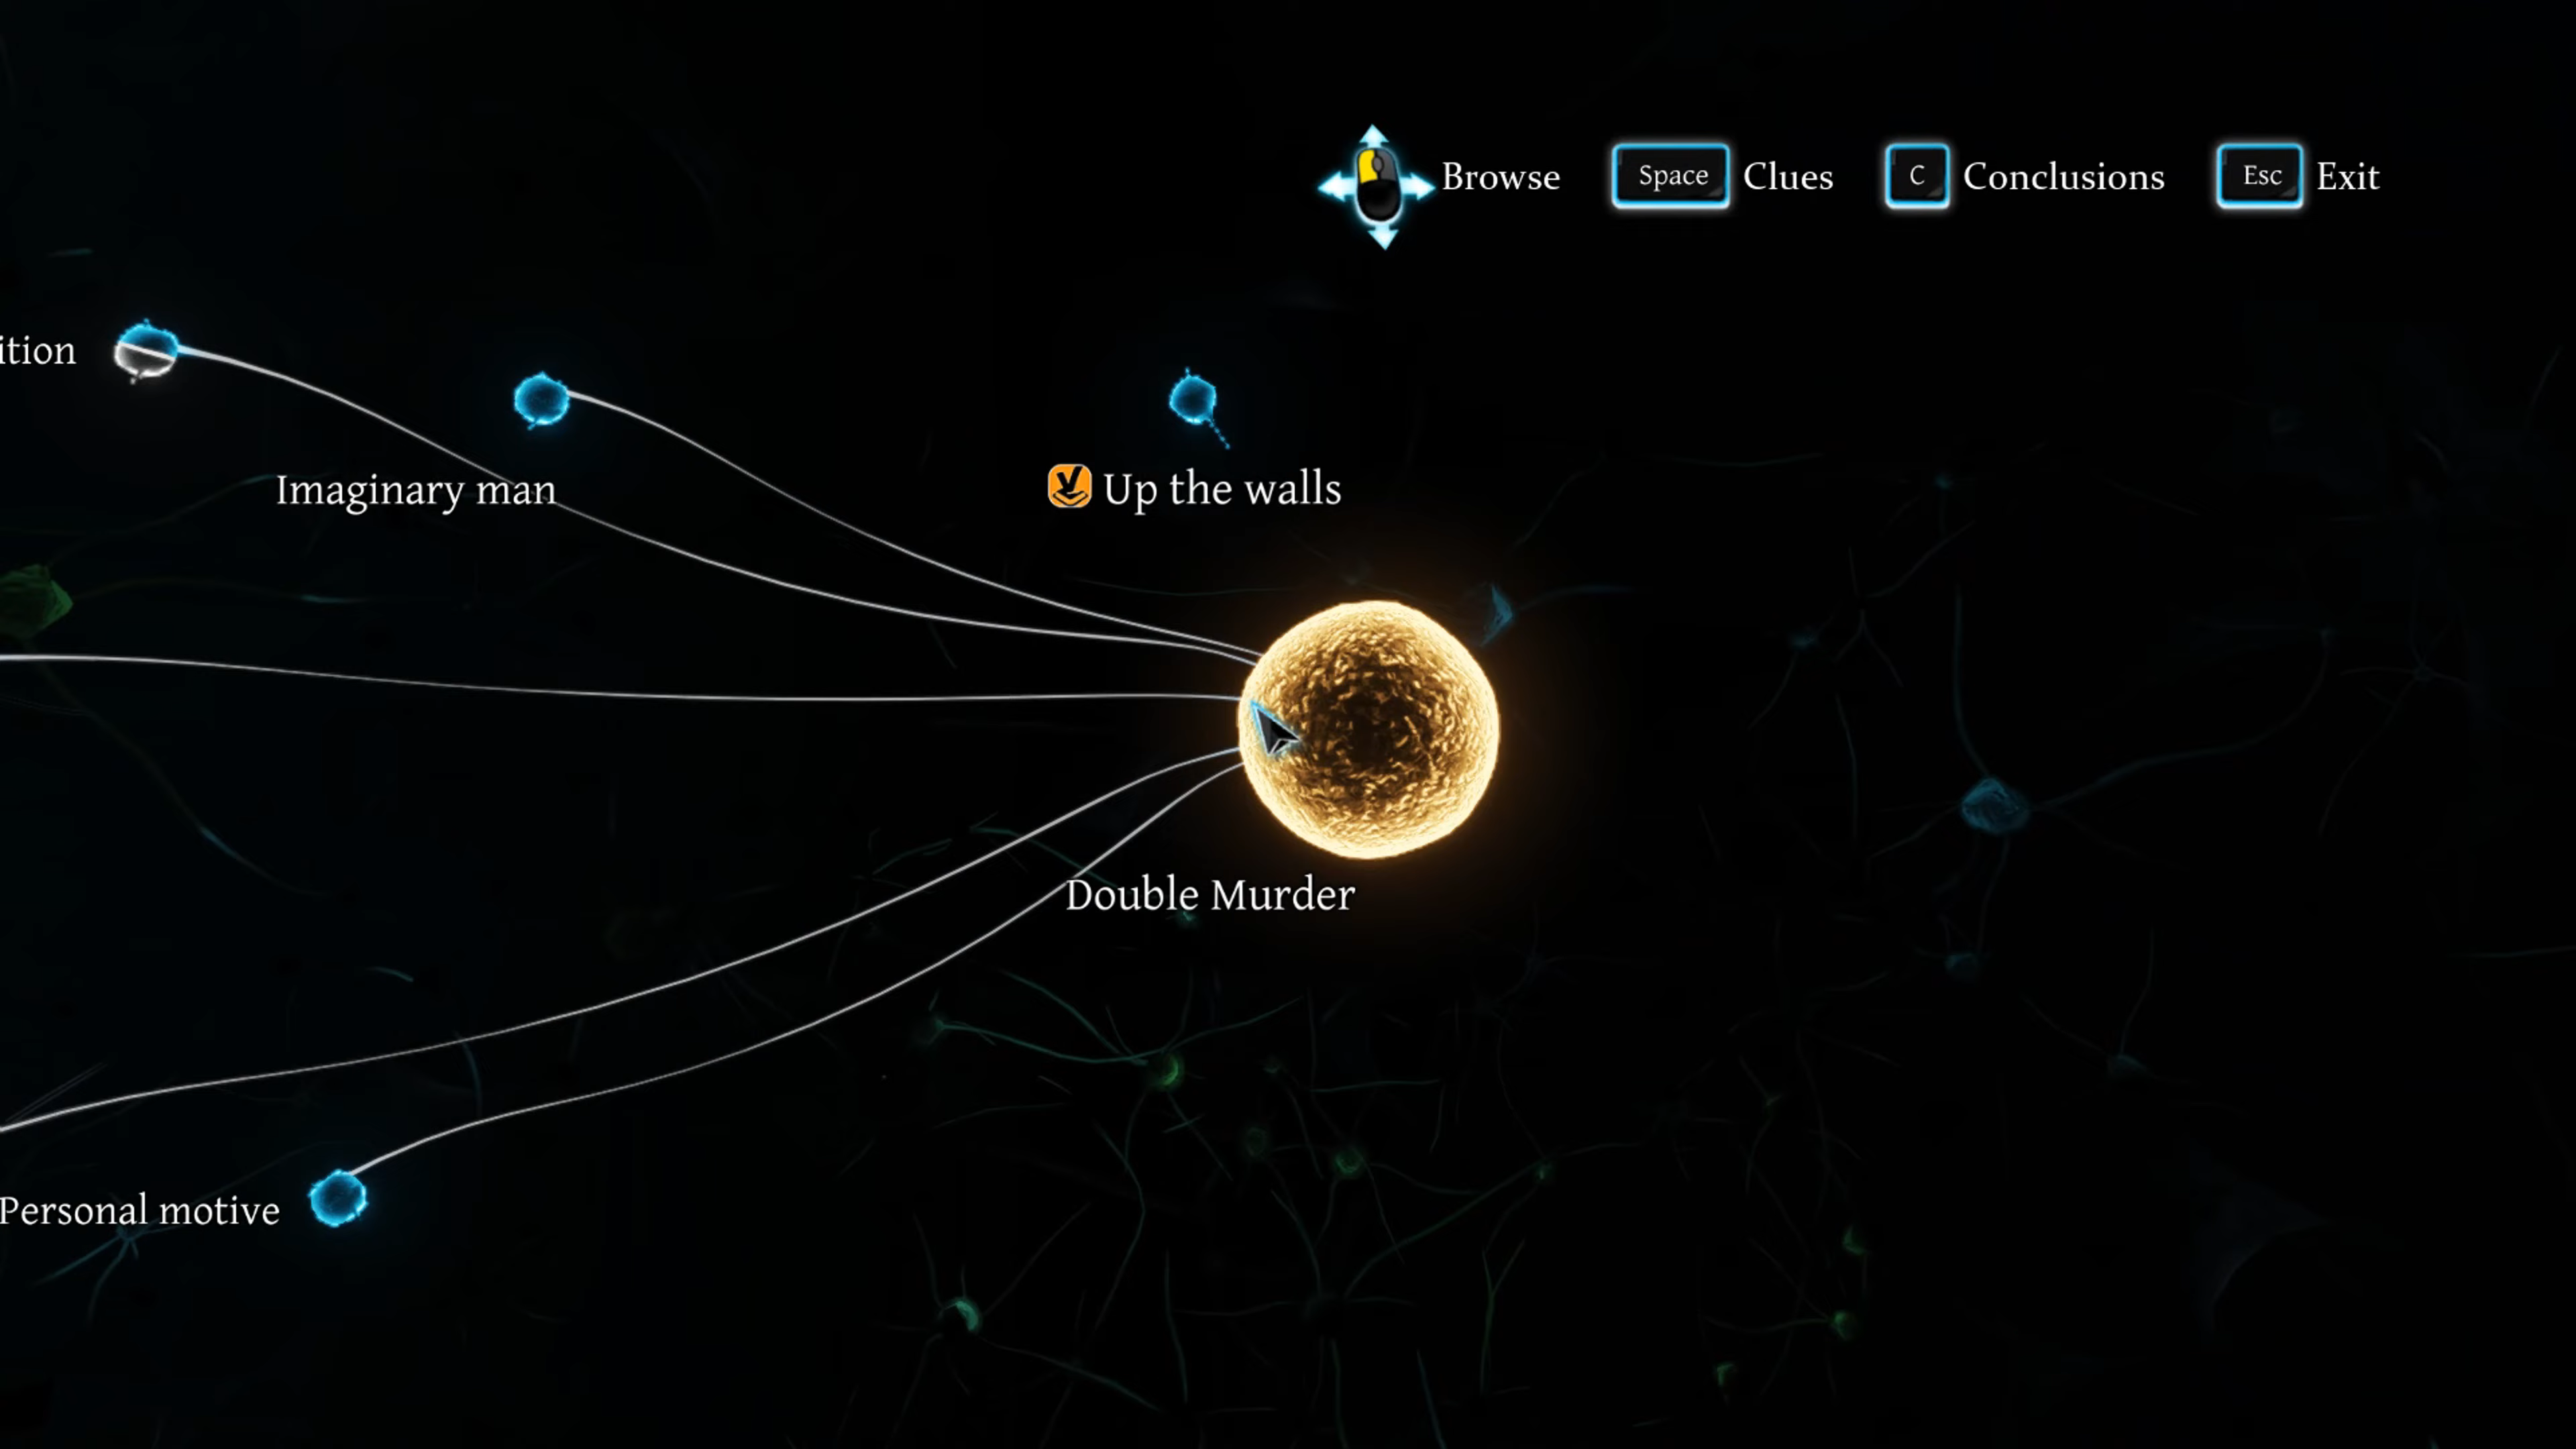 Browse
Space Clues
C Conclusions
Esc Exit
ition
Imaginary man
Up the walls
Double Murder
Personal motive